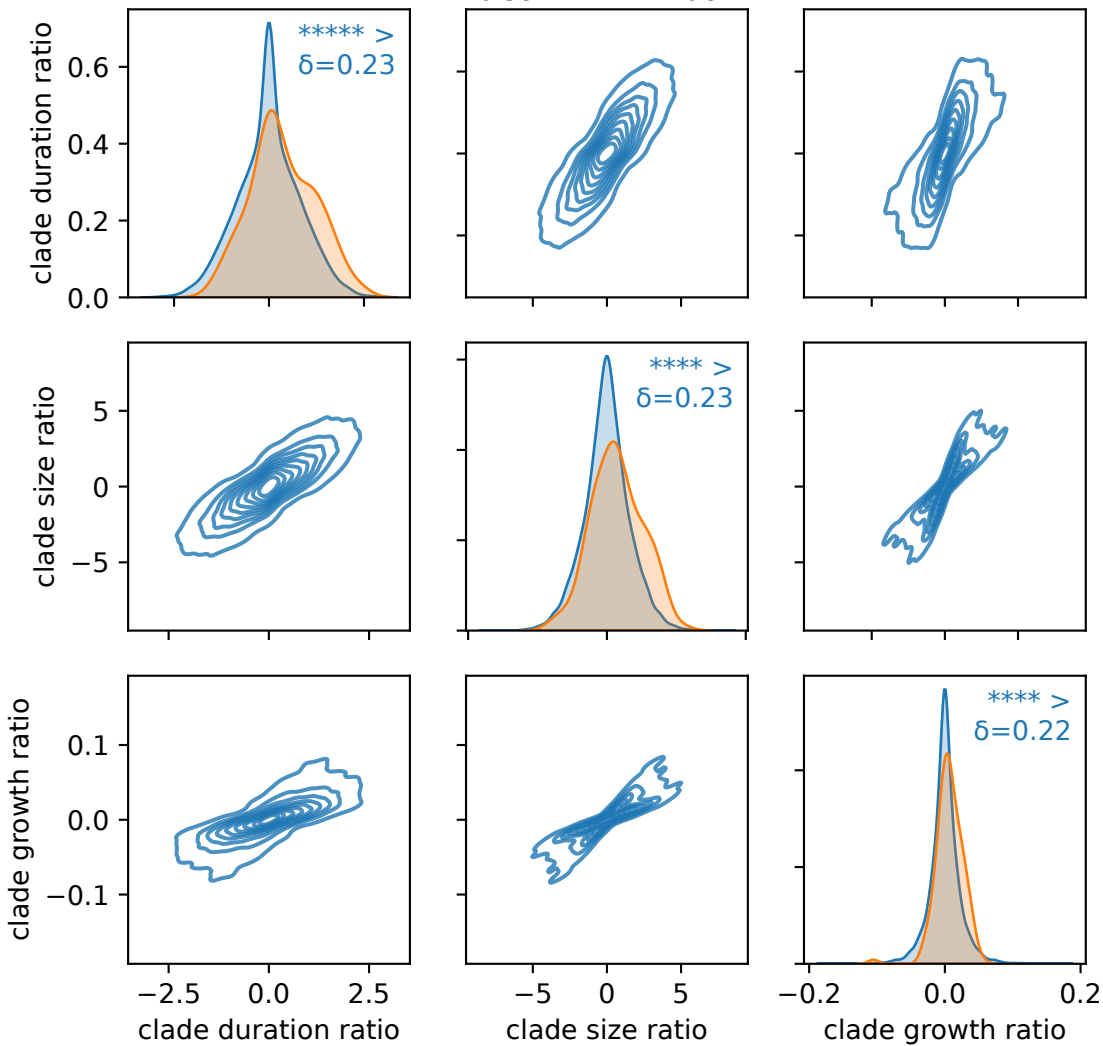 clade duration ratio
0.6
0.4
0.2
0.0
***** >
δ=0.23
clade size ratio
5
0
−5
**** >
δ=0.23
clade growth ratio
0.1
0.0
−0.1
**** >
δ=0.22
−2.5 0.0 2.5
clade duration ratio
−5 0 5
clade size ratio
−0.2 0.0 0.2
clade growth ratio